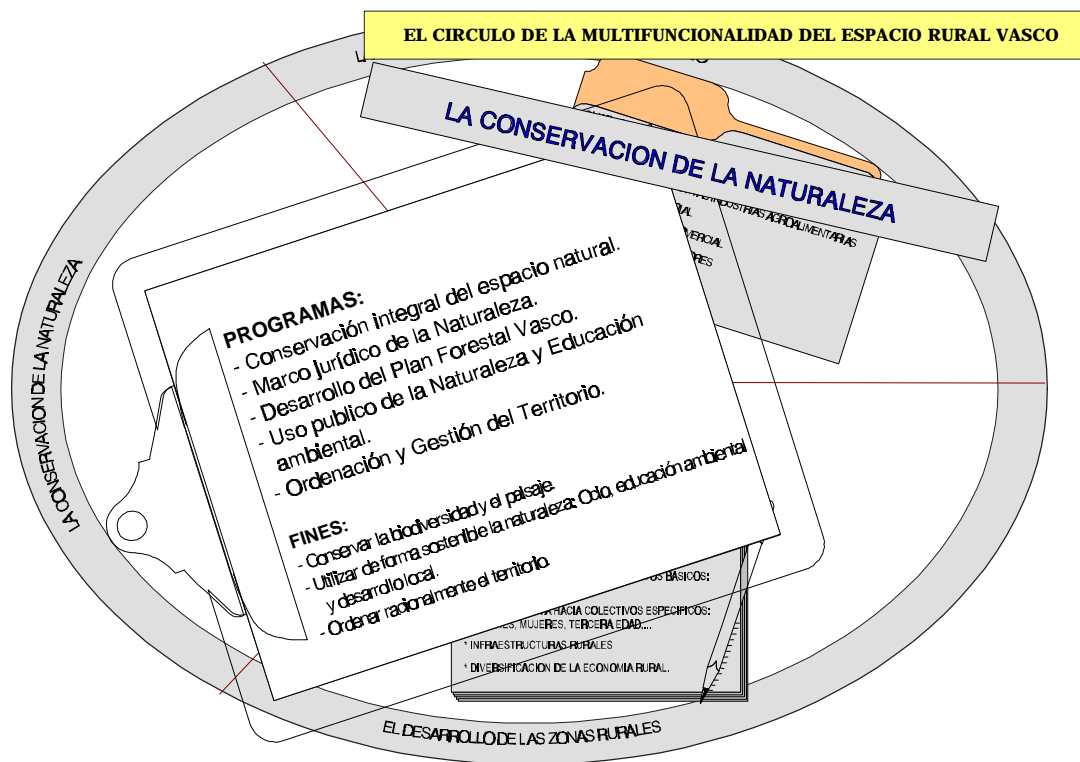 EL CIRCULO DE LA MULTIFUNCIONALIDAD DEL ESPACIO RURAL VASCO
LA CONSERVACION DE LA NATURALEZA
INDUSTRIAS AGROALIMENTARIAS
LA CONSERVACION DE LA NATURALEZA
PROGRAMAS:
- Conservación integral del espacio natural.
- Marco jurídico de la Naturaleza.
- Desarrollo del Plan Forestal Vasco.
- Uso publico de la Naturaleza y Educación
ambiental.
- Ordenación y Gestión del Territorio.
FINES:
- Conservar la biodiversidad y el paisaje.
- Utilizar de forma sostenible la naturaleza: Ocio, educación ambiental
y desarrollo local.
- Ordenar racionalmente el territorio.
BASICOS:
HACIA COLECTIVOS ESPECIFICOS:
MUJERES, TERCERA EDAD...
* INFRAESTRUCTURAS RURALES
* DIVERSIFICACION DE LA ECONOMIA RURAL.
EL DESARROLLO DE LAS ZONAS RURALES